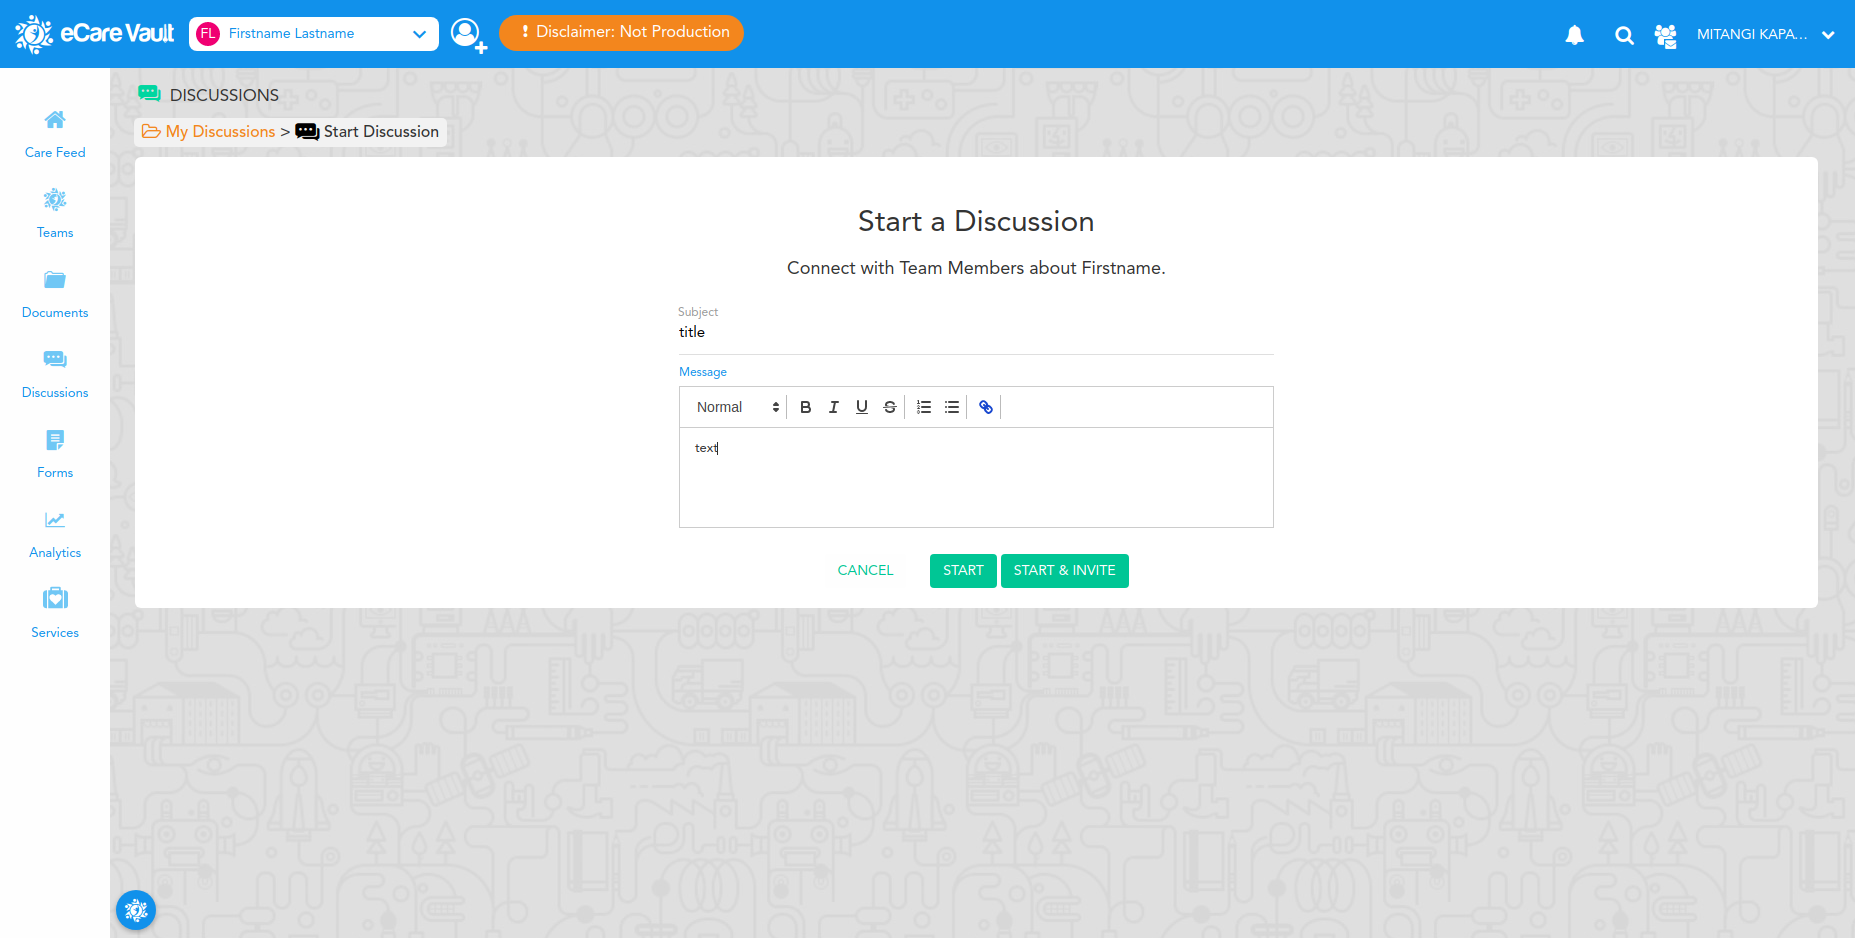 eCare Vault
FL Firstname Lastname
! Disclaimer: Not Production
MITANGI KAPA...
Care Feed
Teams
Documents
Discussions
Forms
Analytics
Services
DISCUSSIONS
My Discussions > Start Discussion
Start a Discussion
Connect with Team Members about Firstname.
Subject
title
Message
Normal B I U S
text
CANCEL START START & INVITE